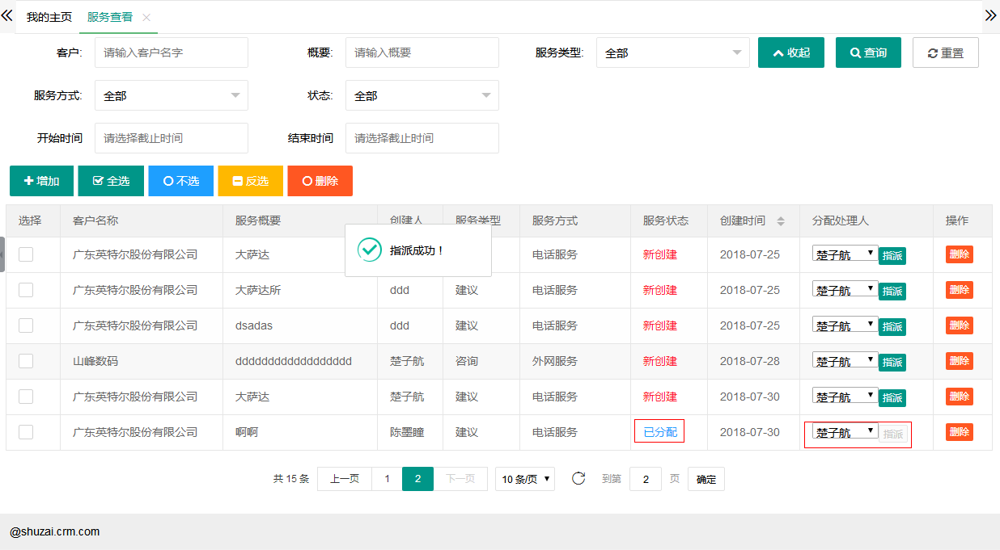 我的主页 服务查看
客户: 请输入客户名字 概要: 请输入概要 服务类型: 全部 收起 查询 重置
服务方式: 全部 状态: 全部
开始时间 请选择截止时间 结束时间 请选择截止时间
增加 全选 不选 反选 删除
选择 客户名称 服务概要 创建人 服务类型 服务方式 服务状态 创建时间 分配处理人 操作
广东英特尔股份有限公司 大萨达 电话服务 新创建 2018-07-25 楚子航 指派 删除
指派成功！
广东英特尔股份有限公司 大萨达所 ddd 建议 电话服务 新创建 2018-07-25 楚子航 指派 删除
广东英特尔股份有限公司 dsadas ddd 建议 电话服务 新创建 2018-07-25 楚子航 指派 删除
山峰数码 dddddddddddddddddd 楚子航 咨询 外网服务 新创建 2018-07-28 楚子航 指派 删除
广东英特尔股份有限公司 大萨达 楚子航 建议 电话服务 新创建 2018-07-30 楚子航 指派 删除
广东英特尔股份有限公司 啊啊 陈墨瞳 建议 电话服务 已分配 2018-07-30 楚子航 指派 删除
共 15 条 上一页 1 2 下一页 10 条/页 到第 2 页 确定
@shuzai.crm.com